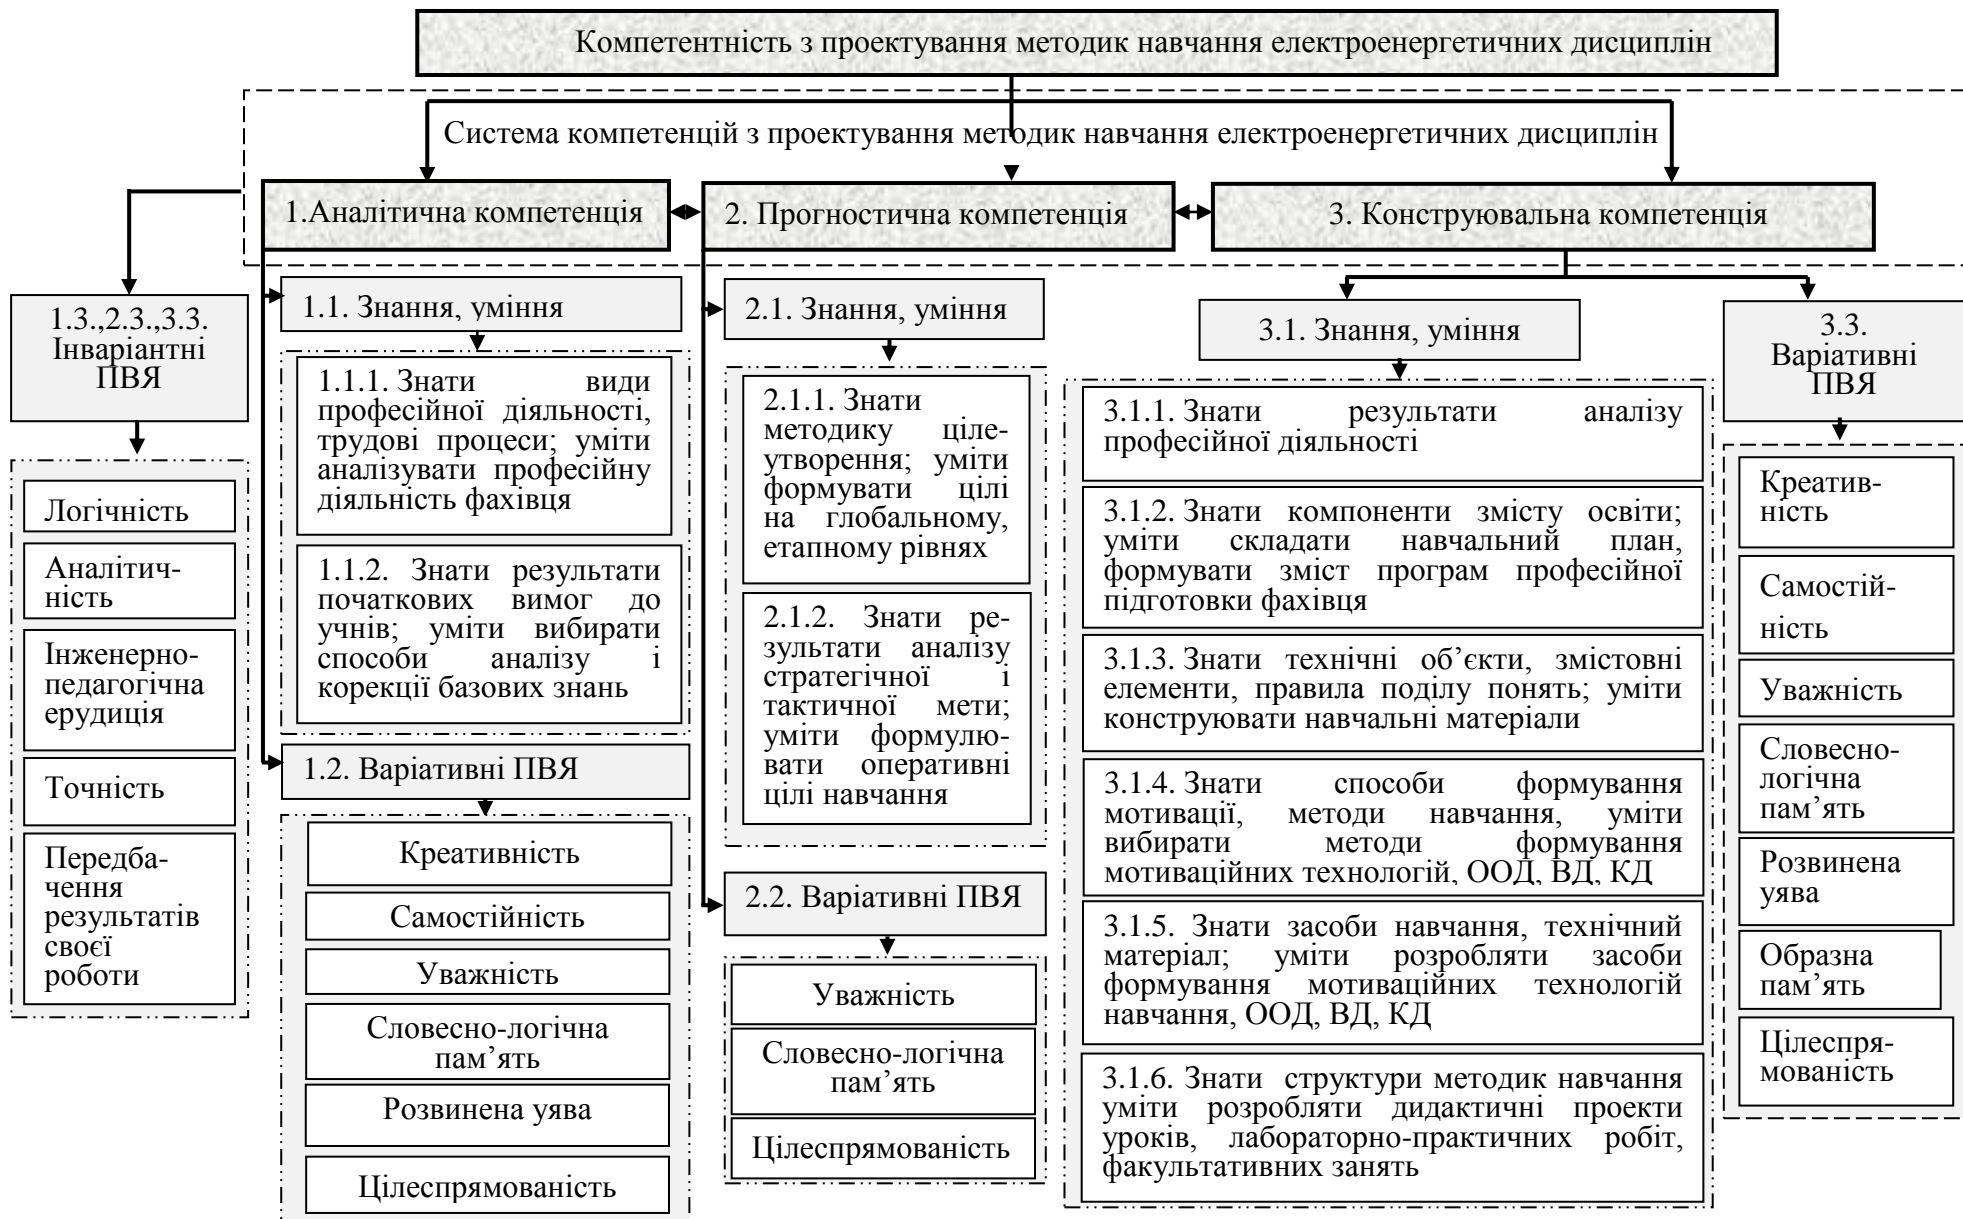 Компетентність з проектування методик навчання електроенергетичних дисциплін
Система компетенцій з проектування методик навчання електроенергетичних дисциплін
1.Аналітична компетенція
2. Прогностична компетенція
3. Конструювальна компетенція
1.3.,2.3.,3.3.
Інваріантні
ПВЯ
Логічність
Аналітич-
ність
Інженерно-
педагогічна
ерудиція
Точність
Передба-
чення
результатів
своєї
роботи
1.1. Знання, уміння
1.1.1. Знати види
професійної діяльності,
трудові процеси; уміти
аналізувати професійну
діяльність фахівця
1.1.2. Знати результати
початкових вимог до
учнів; уміти вибирати
способи аналізу і
корекції базових знань
1.2. Варіативні ПВЯ
Креативність
Самостійність
Уважність
Словесно-логічна
пам’ять
Розвинена уява
Цілеспрямованість
2.1. Знання, уміння
2.1.1. Знати
методику ціле-
утворення; уміти
формувати цілі
на глобальному,
етапному рівнях
2.1.2. Знати ре-
зультати аналізу
стратегічної і
тактичної мети;
уміти формулю-
вати оперативні
цілі навчання
2.2. Варіативні ПВЯ
Уважність
Словесно-логічна
пам’ять
Цілеспрямованість
3.1. Знання, уміння
3.1.1. Знати результати аналізу
професійної діяльності
3.1.2. Знати компоненти змісту освіти;
уміти складати навчальний план,
формувати зміст програм професійної
підготовки фахівця
3.1.3. Знати технічні об’єкти, змістовні
елементи, правила поділу понять; уміти
конструювати навчальні матеріали
3.1.4. Знати способи формування
мотивації, методи навчання, уміти
вибирати методи формування
мотиваційних технологій, ООД, ВД, КД
3.1.5. Знати засоби навчання, технічний
матеріал; уміти розробляти засоби
формування мотиваційних технологій
навчання, ООД, ВД, КД
3.1.6. Знати структури методик навчання
уміти розробляти дидактичні проекти
уроків, лабораторно-практичних робіт,
факультативних занять
3.3.
Варіативні
ПВЯ
Креатив-
ність
Самостій-
ність
Уважність
Словесно-
логічна
пам’ять
Розвинена
уява
Образна
пам’ять
Цілеспря-
мованість